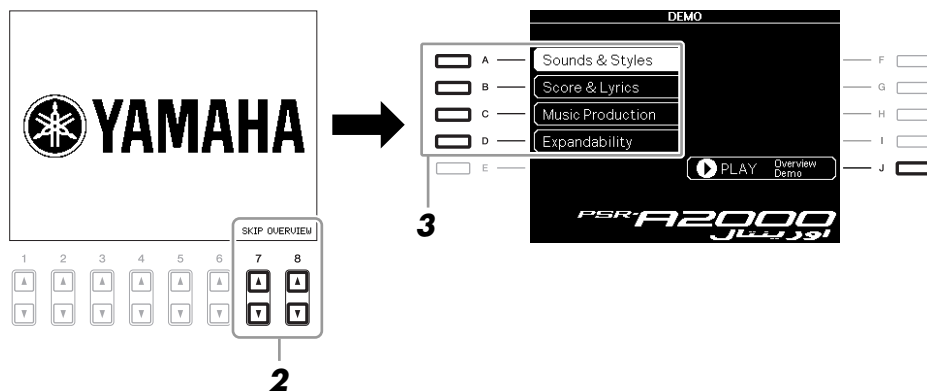 YAMAHA
SKIP OVERVIEW
1 2 3 4 5 6 7 8
2
DEMO
A Sounds & Styles F
B Score & Lyrics G
C Music Production H
D Expandability I
E PLAY Overview Demo J
3
PSR-A2000
اورينتال